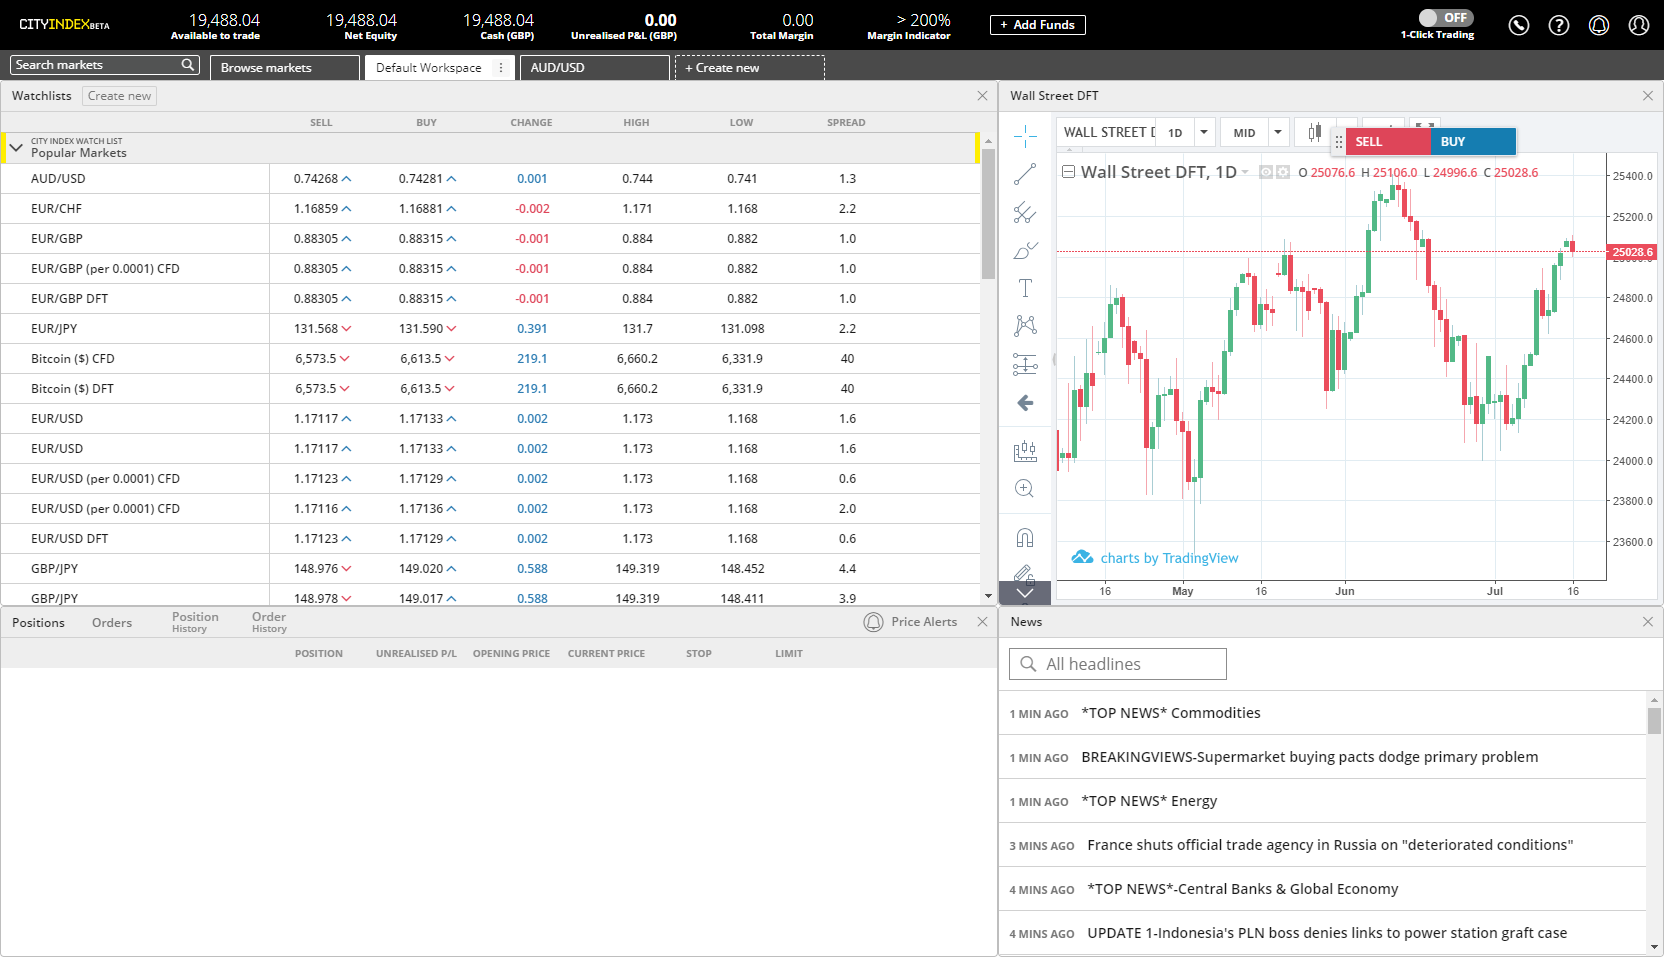 CITYINDEXBETA
19,488.04 19,488.04 19,488.04 0.00 0.00 > 200% + Add Funds OFF
Available to trade Net Equity Cash (GBP) Unrealised P&L (GBP) Total Margin Margin Indicator 1-Click Trading
Search markets Browse markets Default Workspace AUD/USD + Create new
Watchlists Create new
SELL BUY CHANGE HIGH LOW SPREAD
CITY INDEX WATCH LIST
Popular Markets
AUD/USD 0.74268 0.74281 0.001 0.744 0.741 1.3
EUR/CHF 1.16859 1.16881 -0.002 1.171 1.168 2.2
EUR/GBP 0.88305 0.88315 -0.001 0.884 0.882 1.0
EUR/GBP (per 0.0001) CFD 0.88305 0.88315 -0.001 0.884 0.882 1.0
EUR/GBP DFT 0.88305 0.88315 -0.001 0.884 0.882 1.0
EUR/JPY 131.568 131.590 0.391 131.7 131.098 2.2
Bitcoin ($) CFD 6,573.5 6,613.5 219.1 6,660.2 6,331.9 40
Bitcoin ($) DFT 6,573.5 6,613.5 219.1 6,660.2 6,331.9 40
EUR/USD 1.17117 1.17133 0.002 1.173 1.168 1.6
EUR/USD 1.17117 1.17133 0.002 1.173 1.168 1.6
EUR/USD (per 0.0001) CFD 1.17123 1.17129 0.002 1.173 1.168 0.6
EUR/USD (per 0.0001) CFD 1.17116 1.17136 0.002 1.173 1.168 2.0
EUR/USD DFT 1.17123 1.17129 0.002 1.173 1.168 0.6
GBP/JPY 148.976 149.020 0.588 149.319 148.452 4.4
GBP/JPY 148.978 149.017 0.588 149.319 148.411 3.9
Wall Street DFT
WALL STREET D 1D MID SELL BUY
Wall Street DFT, 1D O 25076.6 H 25106.0 L 24996.6 C 25028.6
25400.0
25200.0
25028.6
25000.0
24800.0
24600.0
24400.0
24200.0
24000.0
23800.0
23600.0
charts by TradingView
16 May 16 Jun Jul 16
Positions Orders Position History Order History Price Alerts
POSITION UNREALISED P/L OPENING PRICE CURRENT PRICE STOP LIMIT
News
All headlines
1 MIN AGO *TOP NEWS* Commodities
1 MIN AGO BREAKINGVIEWS-Supermarket buying pacts dodge primary problem
1 MIN AGO *TOP NEWS* Energy
3 MINS AGO France shuts official trade agency in Russia on "deteriorated conditions"
4 MINS AGO *TOP NEWS*-Central Banks & Global Economy
4 MINS AGO UPDATE 1-Indonesia's PLN boss denies links to power station graft case